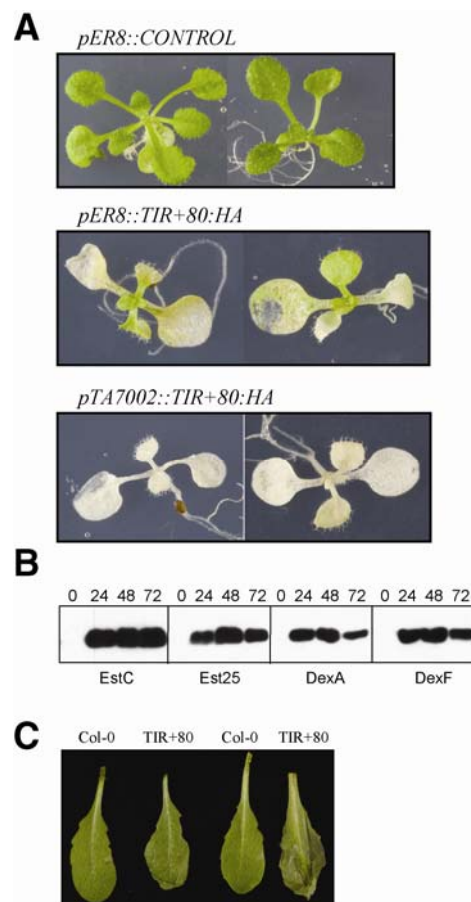 A
pER8::CONTROL
pER8::TIR+80:HA
pTA7002::TIR+80:HA
B
0 24 48 72 0 24 48 72 0 24 48 72 0 24 48 72
EstC Est25 DexA DexF
C
Col-0 TIR+80 Col-0 TIR+80